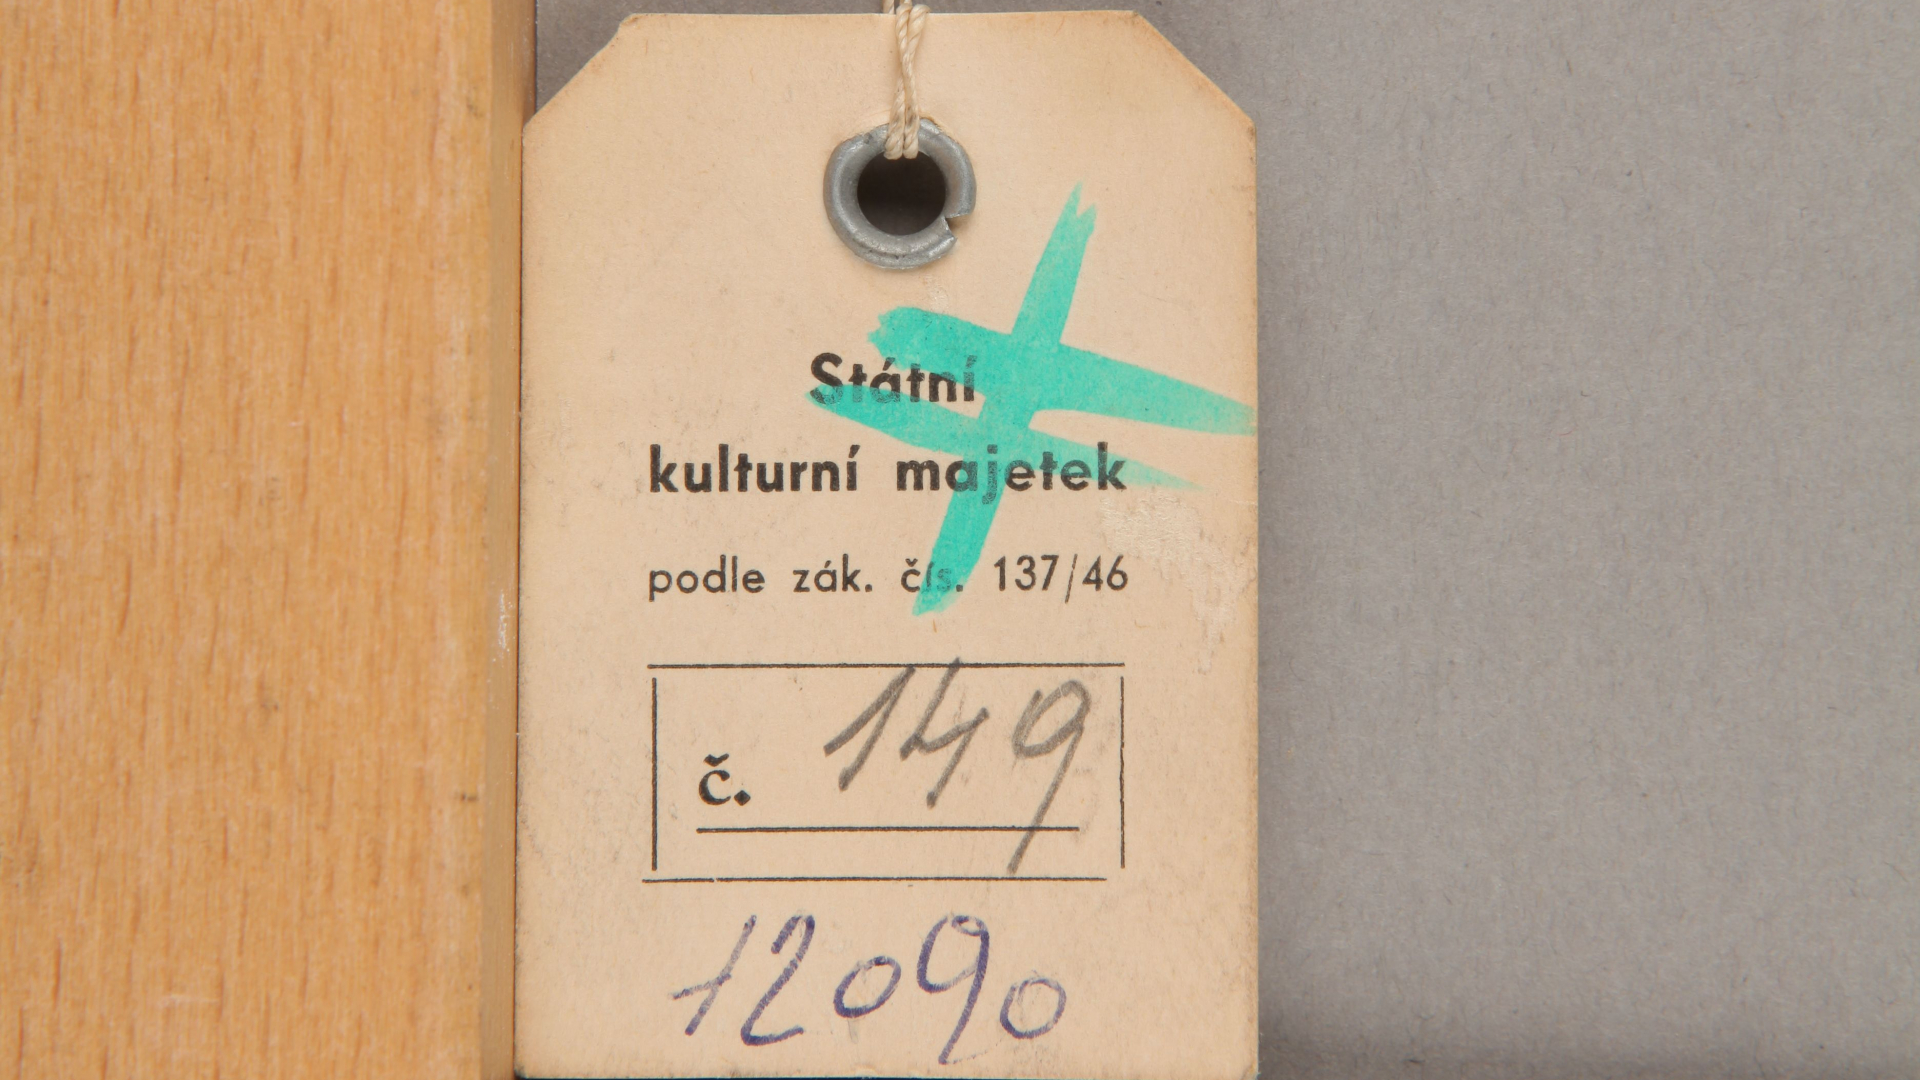 Státní
kulturní majetek
podle zák. čís. 137/46
č. 149
12090